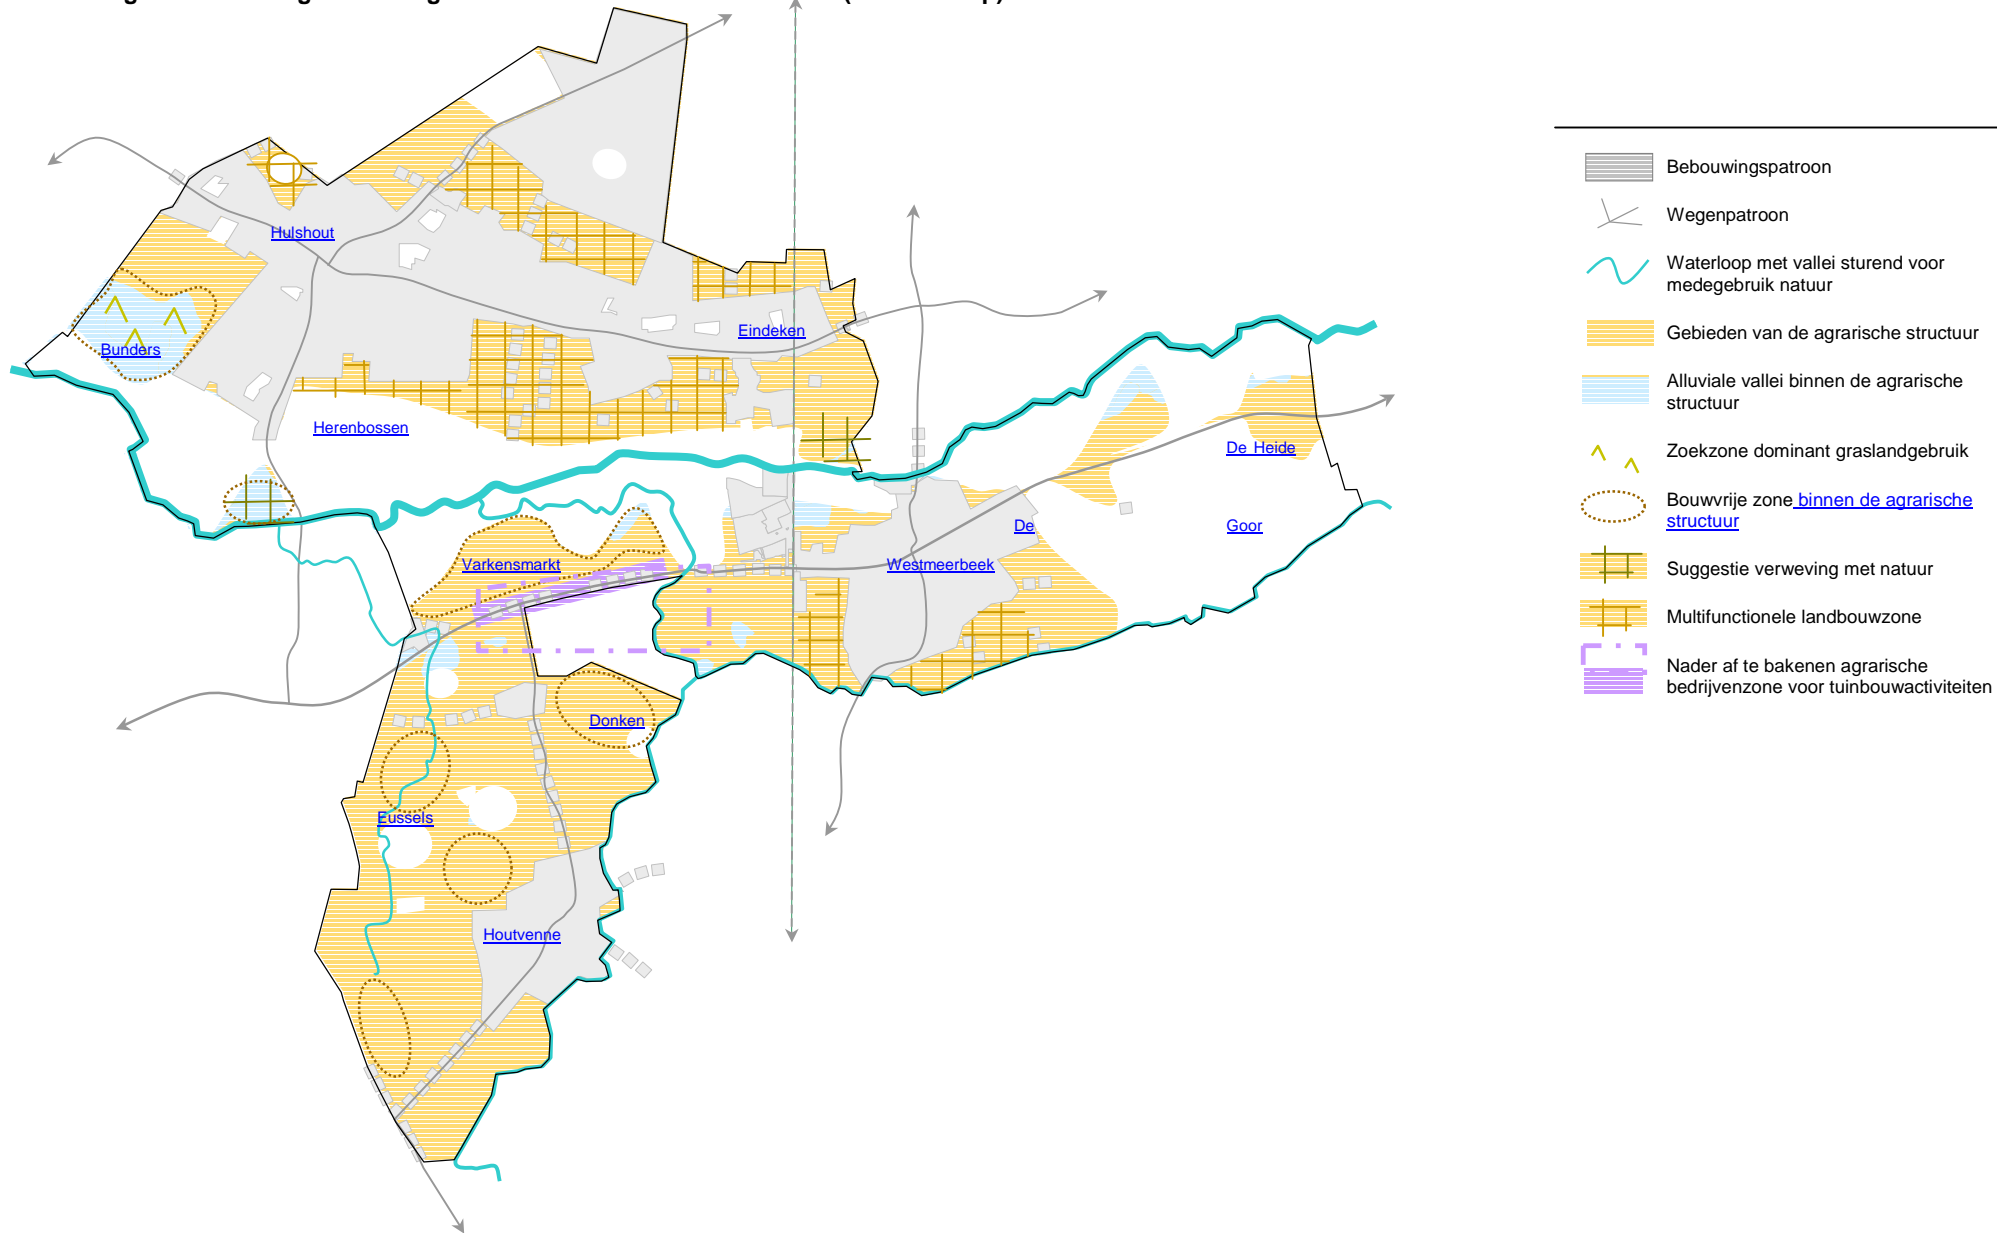 Hulshout
Bunders
Eindeken
Herenbossen
De Heide
De
Goor
Varkensmarkt
Westmeerbeek
Donken
Eussels
Houtvenne
Bebouwingspatroon
Wegenpatroon
Waterloop met vallei sturend voor
medegebruik natuur
Gebieden van de agrarische structuur
Alluviale vallei binnen de agrarische
structuur
Zoekzone dominant graslandgebruik
Bouwvrije zone binnen de agrarische
structuur
Suggestie verweving met natuur
Multifunctionele landbouwzone
Nader af te bakenen agrarische
bedrijvenzone voor tuinbouwactiviteiten